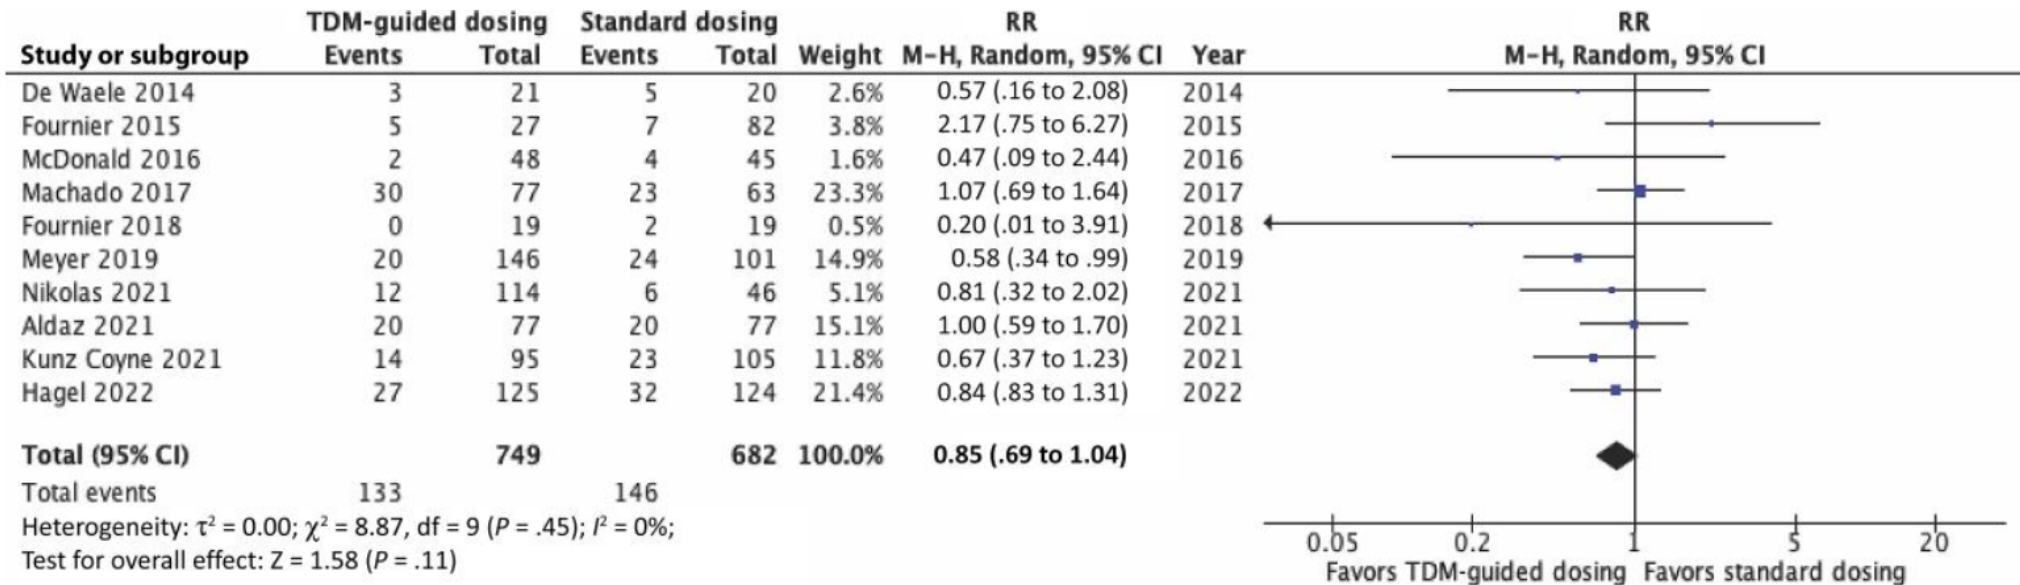 TDM-guided dosing Standard dosing RR RR
Study or subgroup Events Total Events Total Weight M-H, Random, 95% CI Year M-H, Random, 95% CI
De Waele 2014 3 21 5 20 2.6% 0.57 (.16 to 2.08) 2014
Fournier 2015 5 27 7 82 3.8% 2.17 (.75 to 6.27) 2015
McDonald 2016 2 48 4 45 1.6% 0.47 (.09 to 2.44) 2016
Machado 2017 30 77 23 63 23.3% 1.07 (.69 to 1.64) 2017
Fournier 2018 0 19 2 19 0.5% 0.20 (.01 to 3.91) 2018
Meyer 2019 20 146 24 101 14.9% 0.58 (.34 to .99) 2019
Nikolas 2021 12 114 6 46 5.1% 0.81 (.32 to 2.02) 2021
Aldaz 2021 20 77 20 77 15.1% 1.00 (.59 to 1.70) 2021
Kunz Coyne 2021 14 95 23 105 11.8% 0.67 (.37 to 1.23) 2021
Hagel 2022 27 125 32 124 21.4% 0.84 (.83 to 1.31) 2022
Total (95% CI) 749 682 100.0% 0.85 (.69 to 1.04)
Total events 133 146
Heterogeneity: τ² = 0.00; χ² = 8.87, df = 9 (P = .45); I² = 0%;
Test for overall effect: Z = 1.58 (P = .11)
0.05 0.2 1 5 20
Favors TDM-guided dosing Favors standard dosing